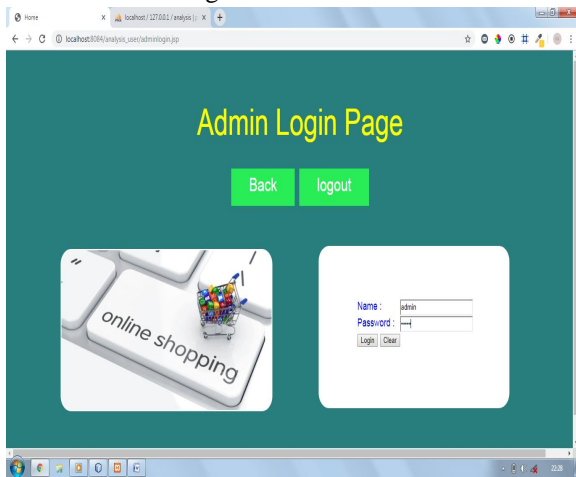 Home
localhost / 127.0.0.1 / analysis | p
localhost:8084/analysis_user/adminlogin.jsp
Admin Login Page
Back logout
online shopping
Name : admin
Password :
Login Clear
22:28